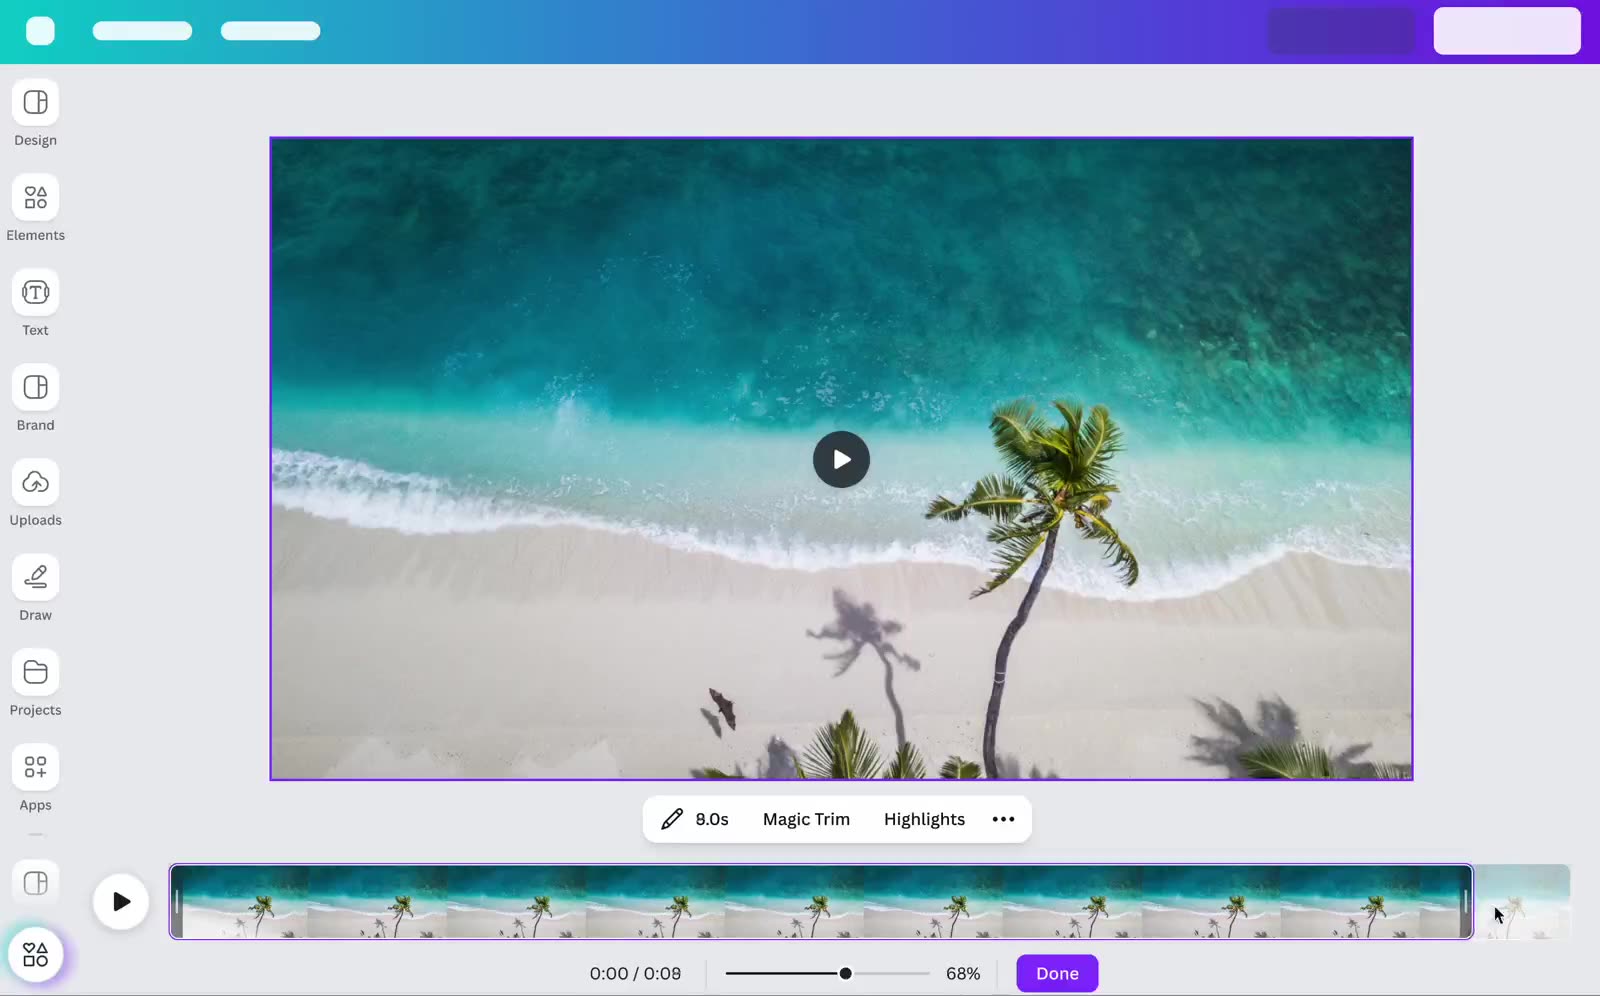 Design
Elements
Text
Brand
Uploads
Draw
Projects
Apps
8.0s
Magic Trim
Highlights
0:00 / 0:08
68%
Done